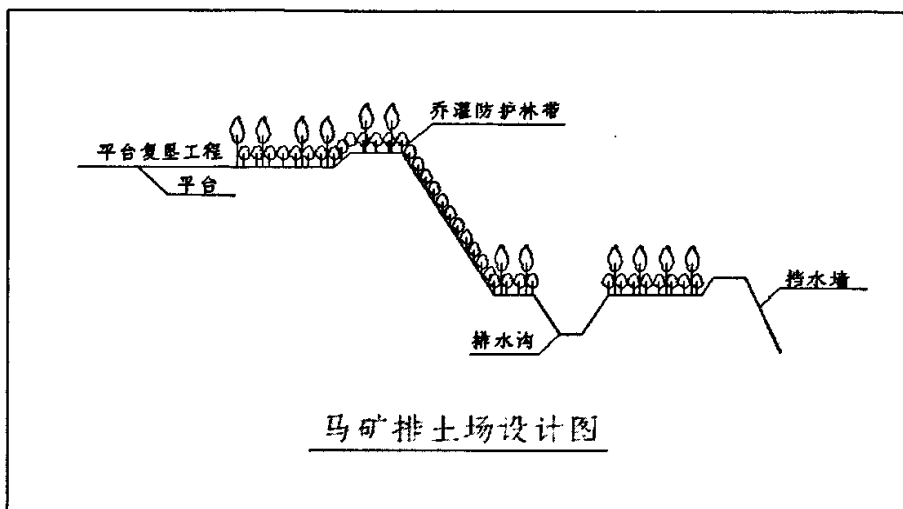 乔灌防护林带
平台复垦工程
平台
挡水墙
排水沟
马矿排土场设计图